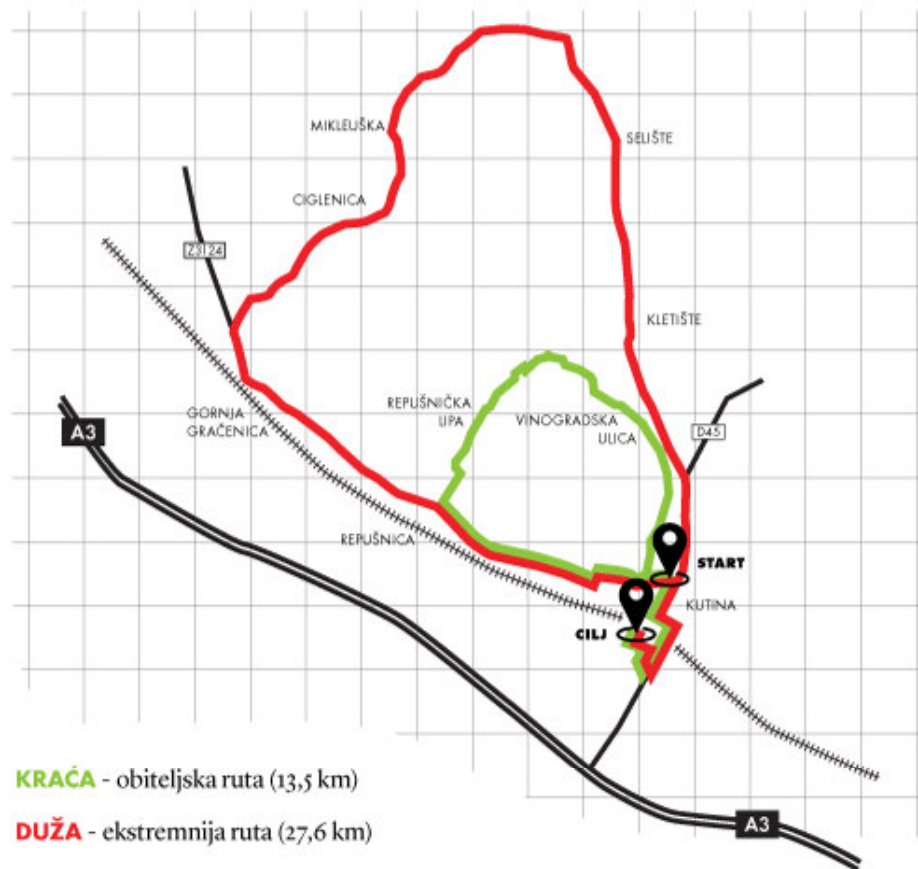 MIKLEUŠKA
SELIŠTE
CIGLENICA
Z3124
KLETIŠTE
REPUŠNIČKA
LIPA
VINOGRADSKA
ULICA
GORNJA
GRAČENICA
D45
A3
REPUŠNICA
START
KUTINA
CILJ
KRAĆA - obiteljska ruta (13,5 km)
DUŽA - ekstremnija ruta (27,6 km)
A3